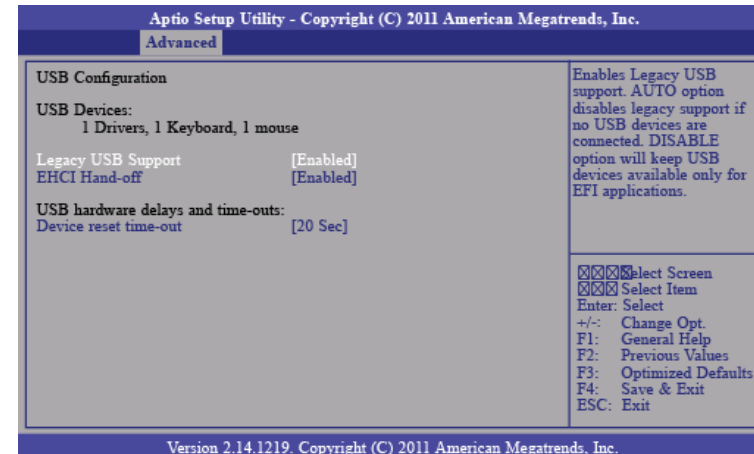 Aptio Setup Utility - Copyright (C) 2011 American Megatrends, Inc.
Advanced
USB Configuration
USB Devices:
1 Drivers, 1 Keyboard, 1 mouse
Legacy USB Support [Enabled]
EHCI Hand-off [Enabled]
USB hardware delays and time-outs:
Device reset time-out [20 Sec]
Enables Legacy USB
support. AUTO option
disables legacy support if
no USB devices are
connected. DISABLE
option will keep USB
devices available only for
EFI applications.
Select Screen
Select Item
Enter: Select
+/-: Change Opt.
F1: General Help
F2: Previous Values
F3: Optimized Defaults
F4: Save & Exit
ESC: Exit
Version 2.14.1219. Copyright (C) 2011 American Megatrends, Inc.